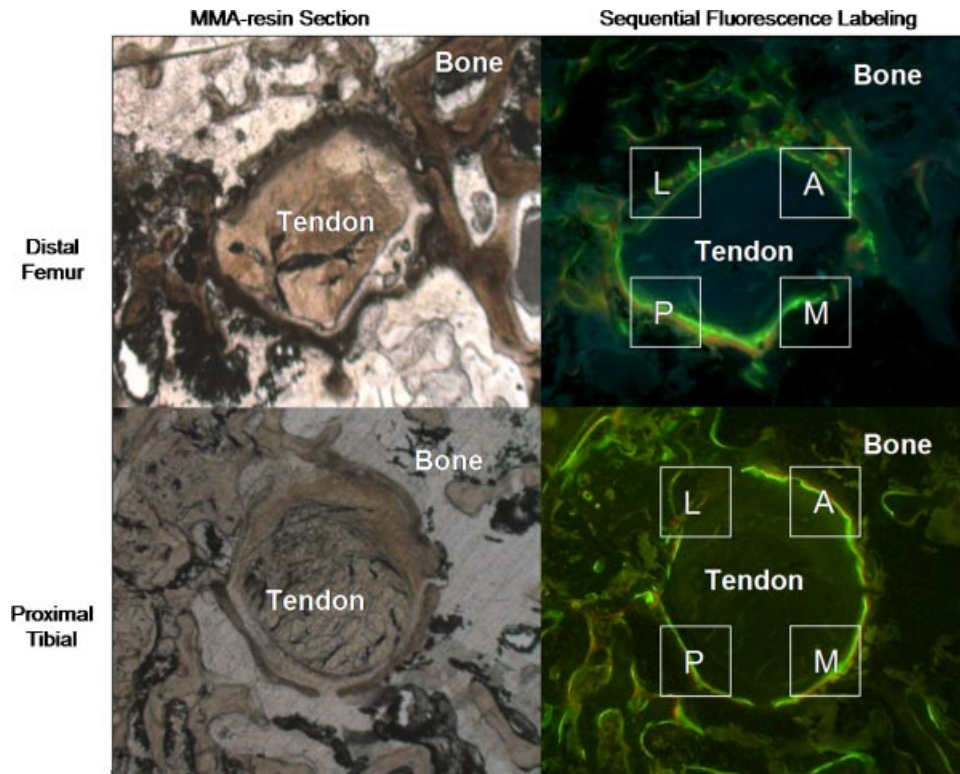 MMA-resin Section
Sequential Fluorescence Labeling
Distal
Femur
Bone
Tendon
Bone
L
A
Tendon
P
M
Proximal
Tibial
Bone
Tendon
Bone
L
A
Tendon
P
M